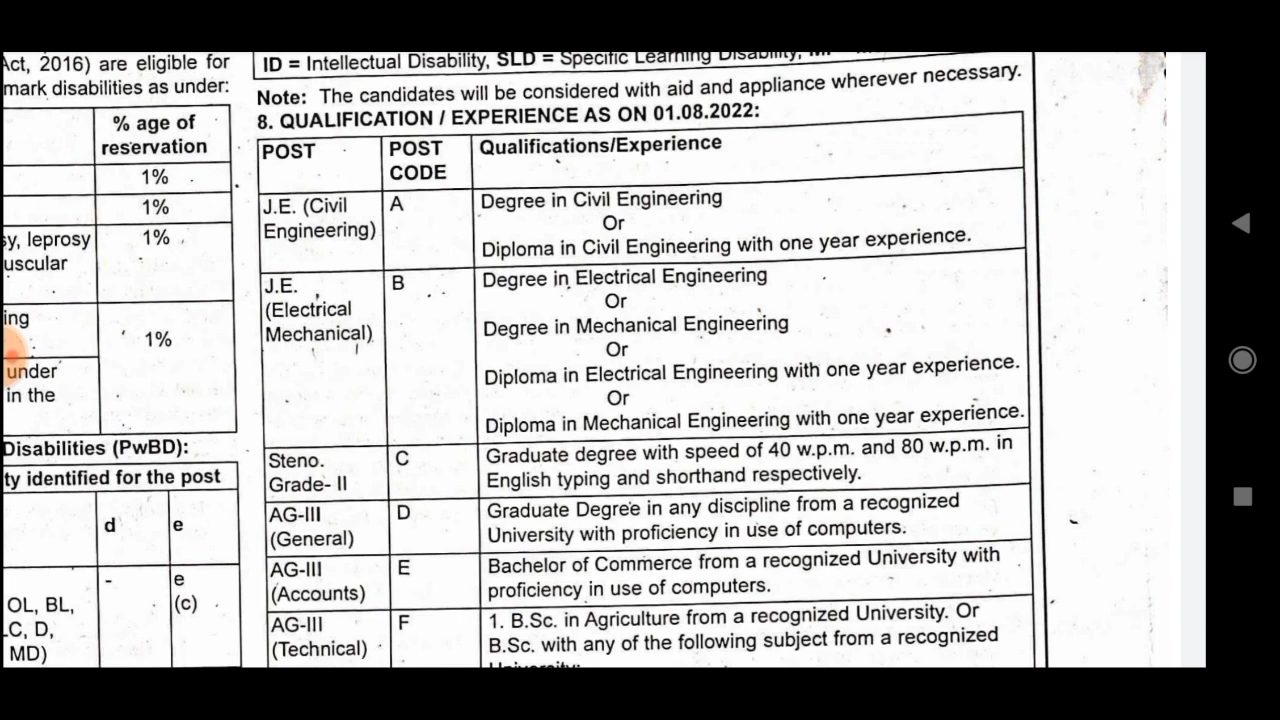 Act, 2016) are eligible for
mark disabilities as under:
% age of
reservation
1%
1%
sy, leprosy 1%
uscular
ing
1%
under
in the
Disabilities (PwBD):
ty identified for the post
d e
- e
(c)
OL, BL,
LC, D,
MD)
ID = Intellectual Disability, SLD = Specific Learning Disability,
Note: The candidates will be considered with aid and appliance wherever necessary.
8. QUALIFICATION / EXPERIENCE AS ON 01.08.2022:
POST POST CODE Qualifications/Experience
J.E. (Civil Engineering) A Degree in Civil Engineering
Or
Diploma in Civil Engineering with one year experience.
J.E. (Electrical Mechanical) B Degree in Electrical Engineering
Or
Degree in Mechanical Engineering
Or
Diploma in Electrical Engineering with one year experience.
Or
Diploma in Mechanical Engineering with one year experience.
Steno. C Graduate degree with speed of 40 w.p.m. and 80 w.p.m. in
Grade- II English typing and shorthand respectively.
AG-III D Graduate Degree in any discipline from a recognized
(General) University with proficiency in use of computers.
AG-III E Bachelor of Commerce from a recognized University with
(Accounts) proficiency in use of computers.
AG-III F 1. B.Sc. in Agriculture from a recognized University. Or
(Technical) B.Sc. with any of the following subject from a recognized
University: